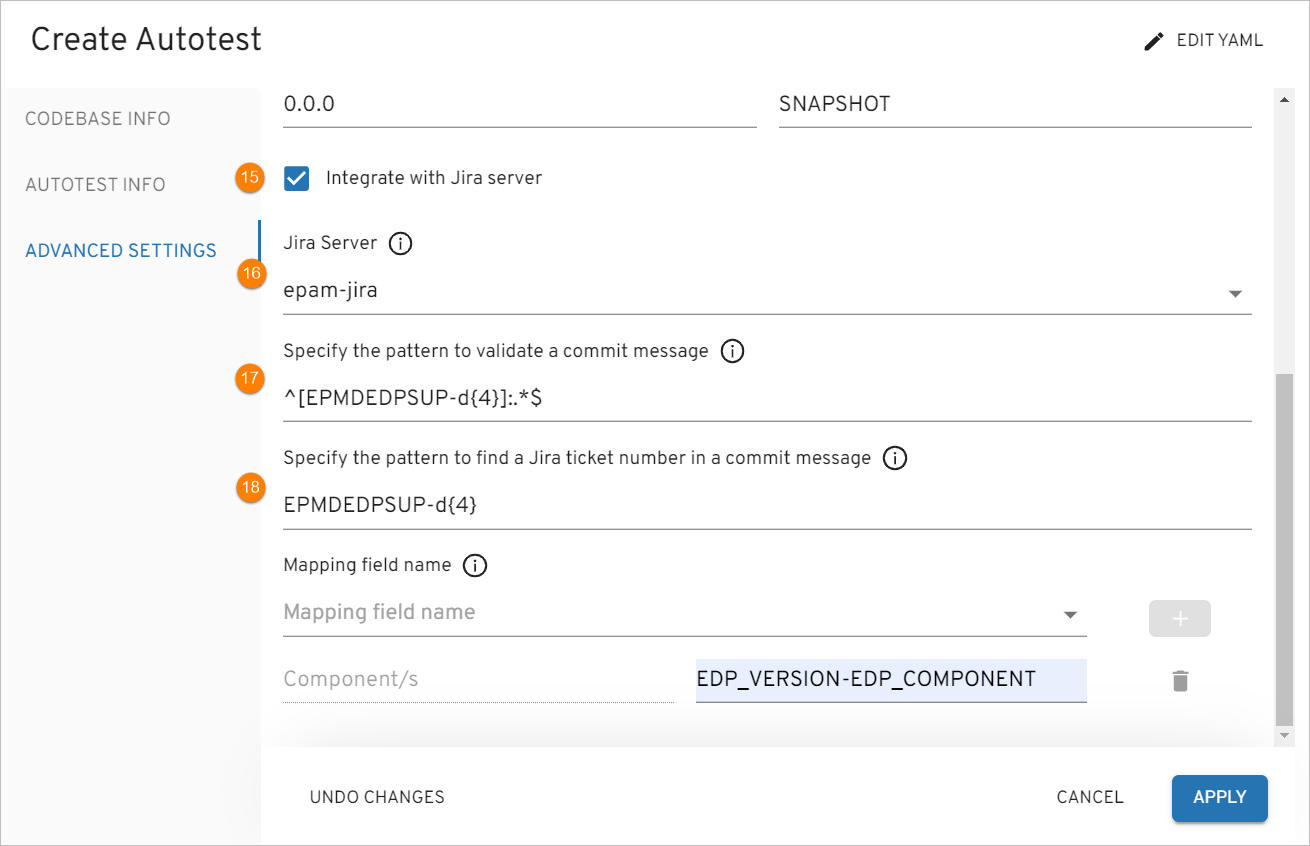 Create Autotest
EDIT YAML
CODEBASE INFO
AUTOTEST INFO
ADVANCED SETTINGS
0.0.0
SNAPSHOT
15
Integrate with Jira server
Jira Server
16
epam-jira
Specify the pattern to validate a commit message
17
^[EPMDEDPSUP-d{4}]:.*$
Specify the pattern to find a Jira ticket number in a commit message
18
EPMDEDPSUP-d{4}
Mapping field name
Mapping field name
Component/s
EDP_VERSION-EDP_COMPONENT
UNDO CHANGES
CANCEL
APPLY